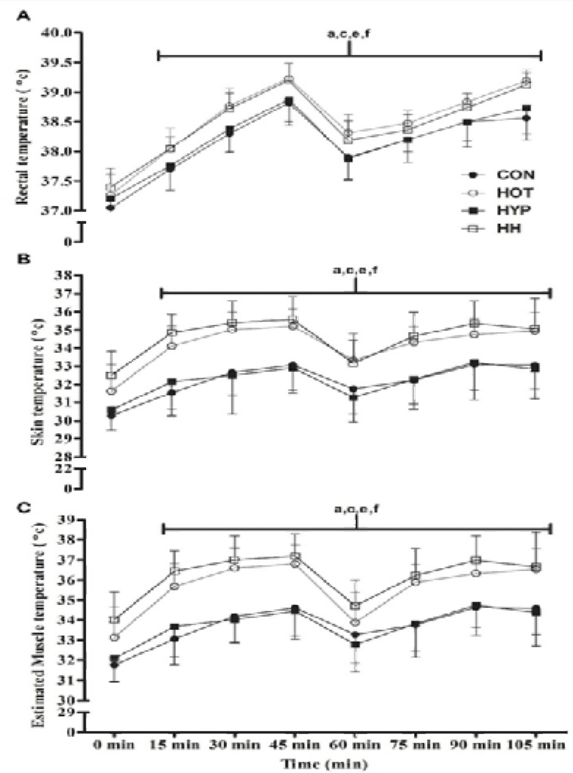 A
a,c,e,f
Rectal temperature ( °c)
40.0
39.0
38.5
38.0
37.5
37.0
0
CON
HOT
HYP
HH
B
a,c,e,f
Skin temperature ( °c)
38
37
36
35
34
33
32
31
30
29
28
22
0
C
a,c,e,f
Estimated Muscle temperature ( °c)
39
38
37
36
35
34
33
32
31
30
29
0
0 min 15 min 30 min 45 min 60 min 75 min 90 min 105 min
Time (min)